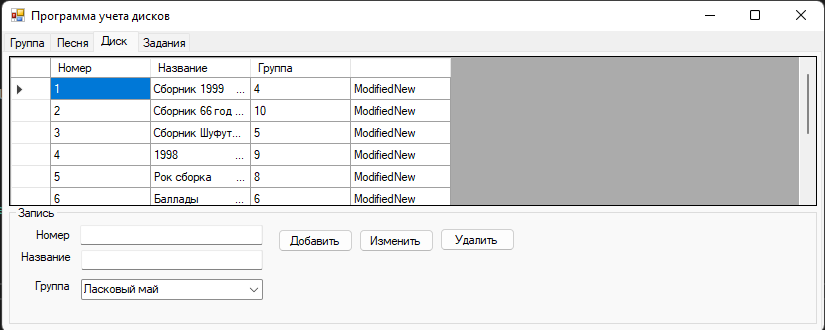 Программа учета дисков
Группа Песня Диск Задания
Номер Название Группа
1 Сборник 1999 ... 4 ModifiedNew
2 Сборник 66 год ... 10 ModifiedNew
3 Сборник Шуфут... 5 ModifiedNew
4 1998 ... 9 ModifiedNew
5 Рок сборка ... 8 ModifiedNew
6 Баллады ... 6 ModifiedNew
Запись
Номер Добавить Изменить Удалить
Название
Группа Ласковый май